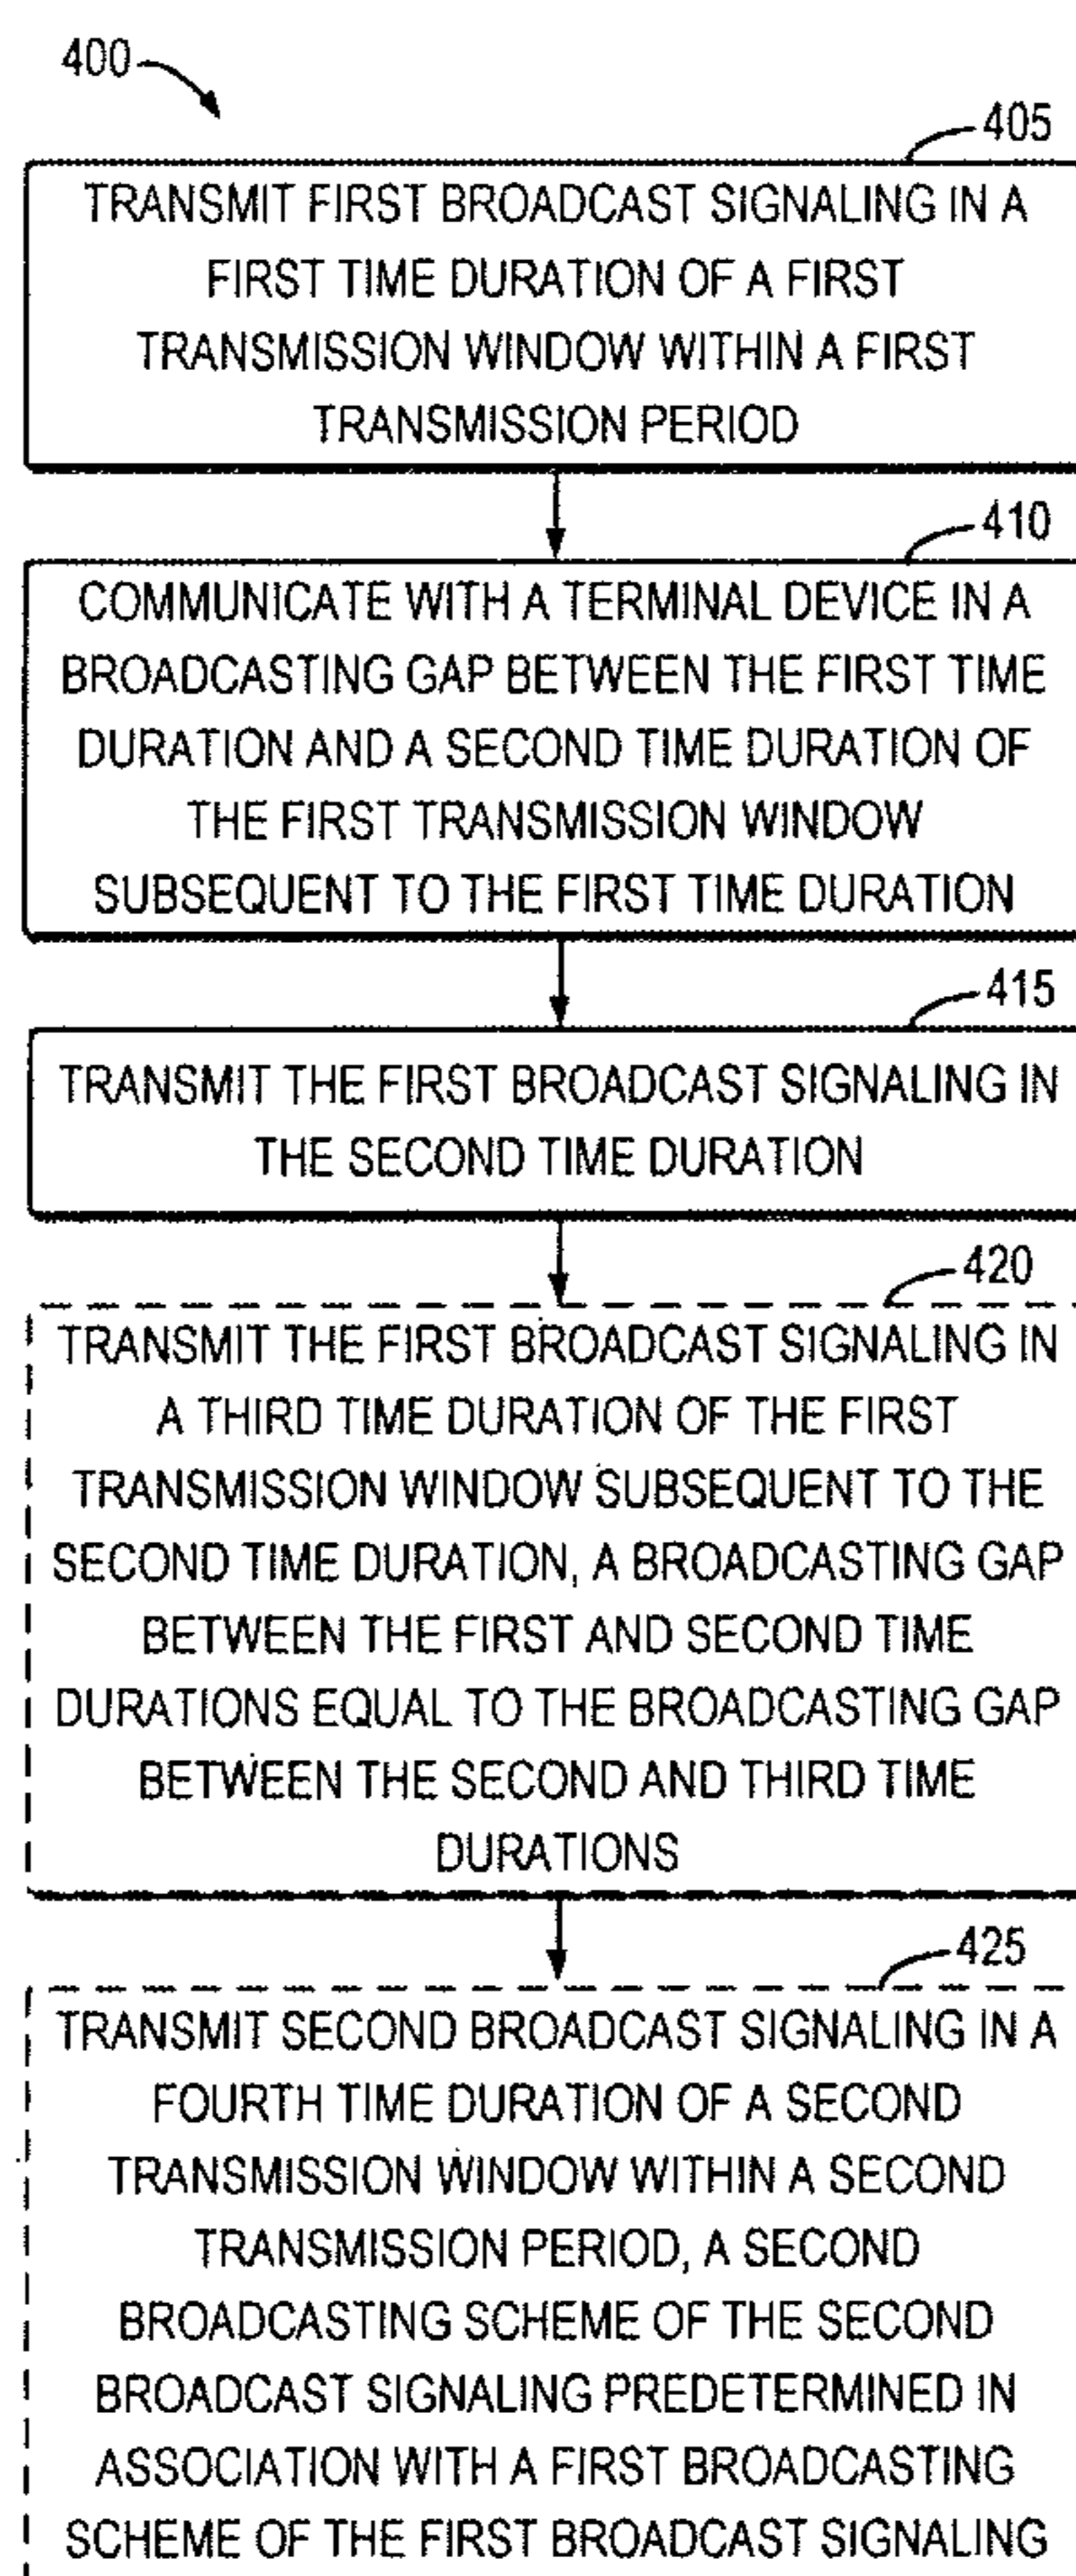 400
405
TRANSMIT FIRST BROADCAST SIGNALING IN A
FIRST TIME DURATION OF A FIRST
TRANSMISSION WINDOW WITHIN A FIRST
TRANSMISSION PERIOD
410
COMMUNICATE WITH A TERMINAL DEVICE IN A
BROADCASTING GAP BETWEEN THE FIRST TIME
DURATION AND A SECOND TIME DURATION OF
THE FIRST TRANSMISSION WINDOW
SUBSEQUENT TO THE FIRST TIME DURATION
415
TRANSMIT THE FIRST BROADCAST SIGNALING IN
THE SECOND TIME DURATION
420
TRANSMIT THE FIRST BROADCAST SIGNALING IN
A THIRD TIME DURATION OF THE FIRST
TRANSMISSION WINDOW SUBSEQUENT TO THE
SECOND TIME DURATION, A BROADCASTING GAP
BETWEEN THE FIRST AND SECOND TIME
DURATIONS EQUAL TO THE BROADCASTING GAP
BETWEEN THE SECOND AND THIRD TIME
DURATIONS
425
TRANSMIT SECOND BROADCAST SIGNALING IN A
FOURTH TIME DURATION OF A SECOND
TRANSMISSION WINDOW WITHIN A SECOND
TRANSMISSION PERIOD, A SECOND
BROADCASTING SCHEME OF THE SECOND
BROADCAST SIGNALING PREDETERMINED IN
ASSOCIATION WITH A FIRST BROADCASTING
SCHEME OF THE FIRST BROADCAST SIGNALING